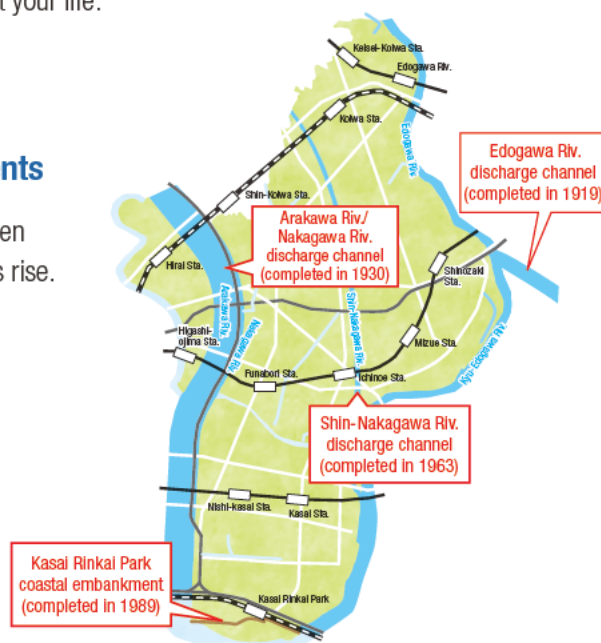 t your life.
Keisei-Koiwa Sta.
Edogawa Riv.
Koiwa Sta.
Edogawa Riv.
Edogawa Riv.
discharge channel
(completed in 1919)
nts
Shin-Koiwa Sta.
en
s rise.
Arakawa Riv./
Nakagawa Riv.
discharge channel
(completed in 1930)
Hirai Sta.
Shinozaki
Sta.
Arakawa Riv.
Nakagawa Riv.
Shin-Nakagawa Riv.
Higashi-
ojima Sta.
Mizue Sta.
Kyu-Edogawa Riv.
Funabori Sta.
Ichinoe Sta.
Shin-Nakagawa Riv.
discharge channel
(completed in 1963)
Nishi-kasai Sta.
Kasai Sta.
Kasai Rinkai Park
coastal embankment
(completed in 1989)
Kasai Rinkai Park